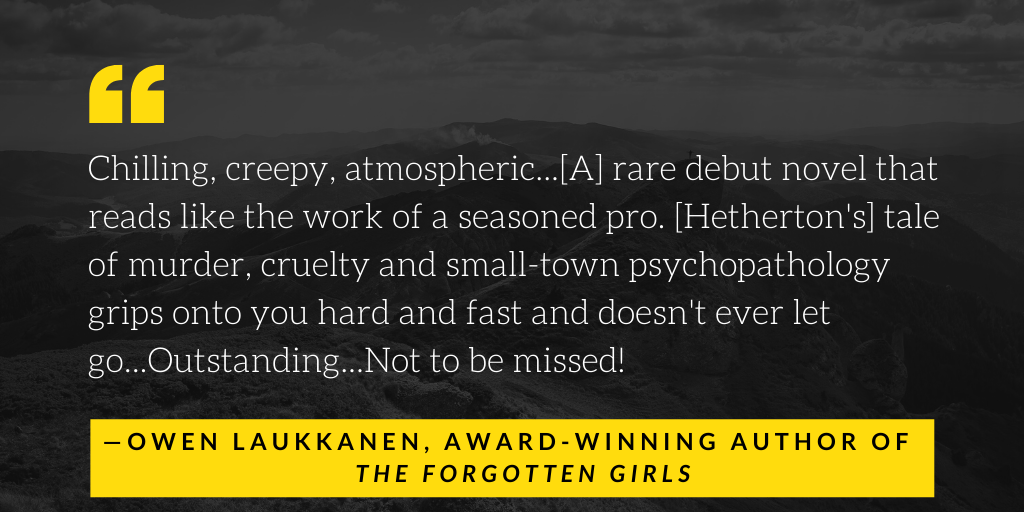 “
Chilling, creepy, atmospheric...[A] rare debut novel that
reads like the work of a seasoned pro. [Hetherton's] tale
of murder, cruelty and small-town psychopathology
grips onto you hard and fast and doesn't ever let
go...Outstanding...Not to be missed!
—OWEN LAUKKANEN, AWARD-WINNING AUTHOR OF
THE FORGOTTEN GIRLS